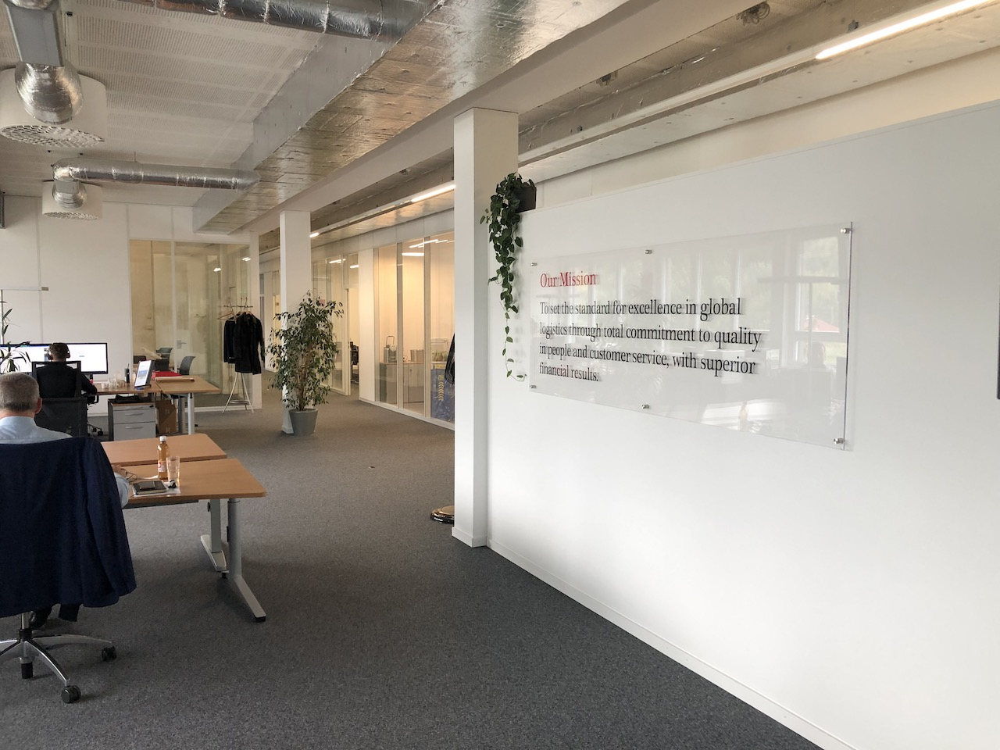 Our Mission
To set the standard for excellence in global
logistics through total commitment to quality
in people and customer service, with superior
financial results.